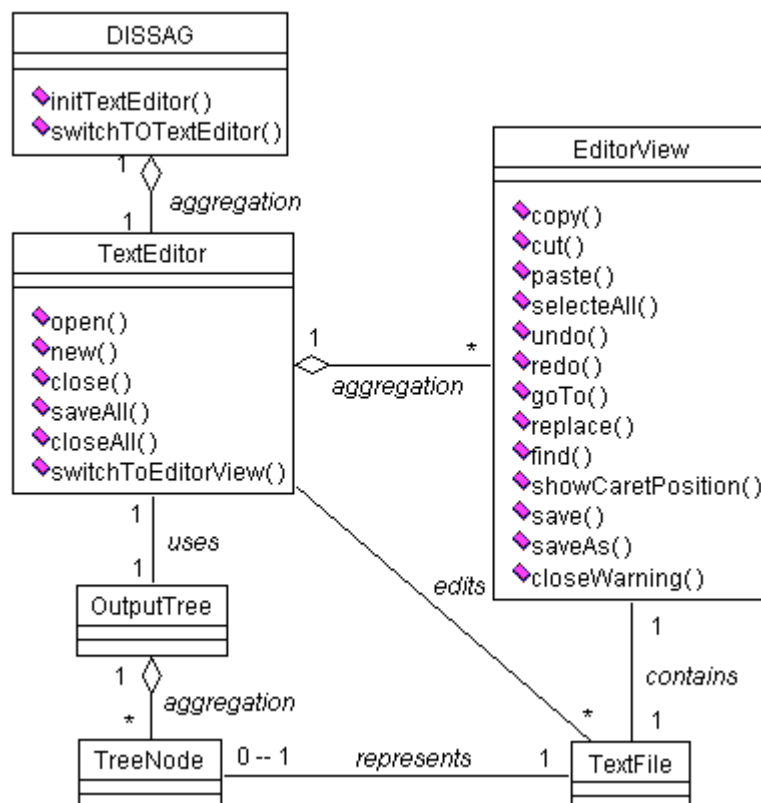 DISSAG
initTextEditor()
switchTOTextEditor()
1
aggregation
1
TextEditor
open()
new()
close()
saveAll()
closeAll()
switchToEditorView()
1
*
aggregation
EditorView
copy()
cut()
paste()
selecteAll()
undo()
redo()
goTo()
replace()
find()
showCaretPosition()
save()
saveAs()
closeWarning()
1
uses
1
OutputTree
edits
1
contains
1
1
aggregation
*
*
TreeNode
0 -- 1
represents
1
TextFile